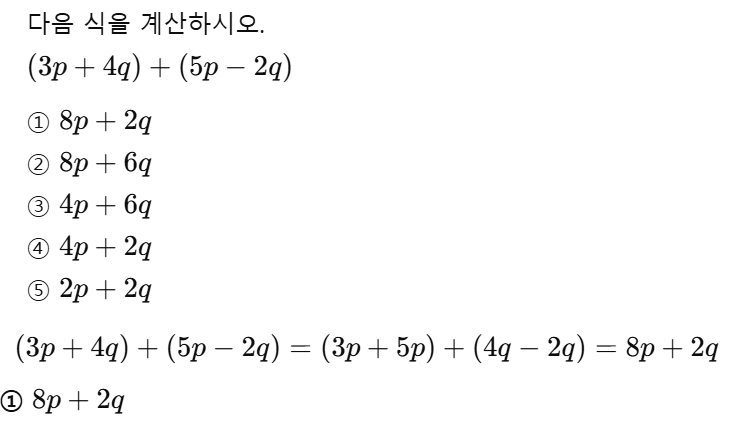 다음 식을 계산하시오.
(3p + 4q) + (5p − 2q)
① 8p + 2q
② 8p + 6q
③ 4p + 6q
④ 4p + 2q
⑤ 2p + 2q
(3p + 4q) + (5p − 2q) = (3p + 5p) + (4q − 2q) = 8p + 2q
① 8p + 2q